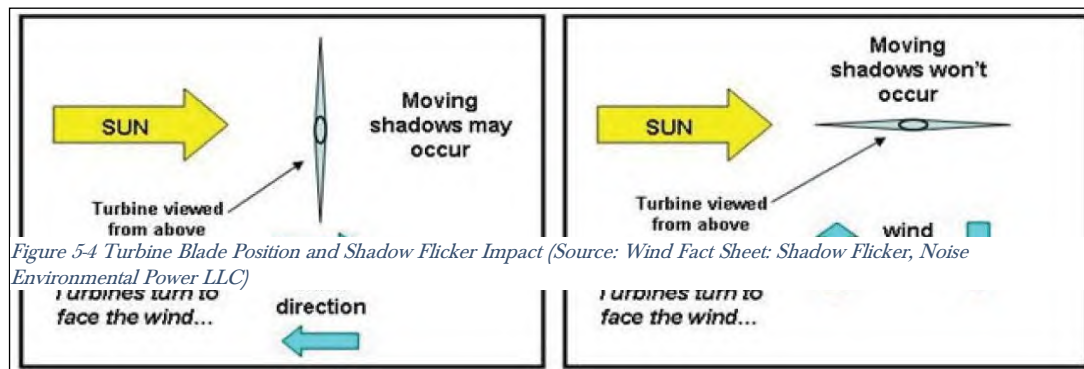 SUN
Moving
shadows may
occur
Turbine viewed
from above
Moving
shadows won't
occur
SUN
Turbine viewed
from above
wind
Figure 5-4 Turbine Blade Position and Shadow Flicker Impact (Source: Wind Fact Sheet: Shadow Flicker, Noise
Environmental Power LLC)
Turbines turn to
face the wind...
direction
Turbines turn to
face the wind...